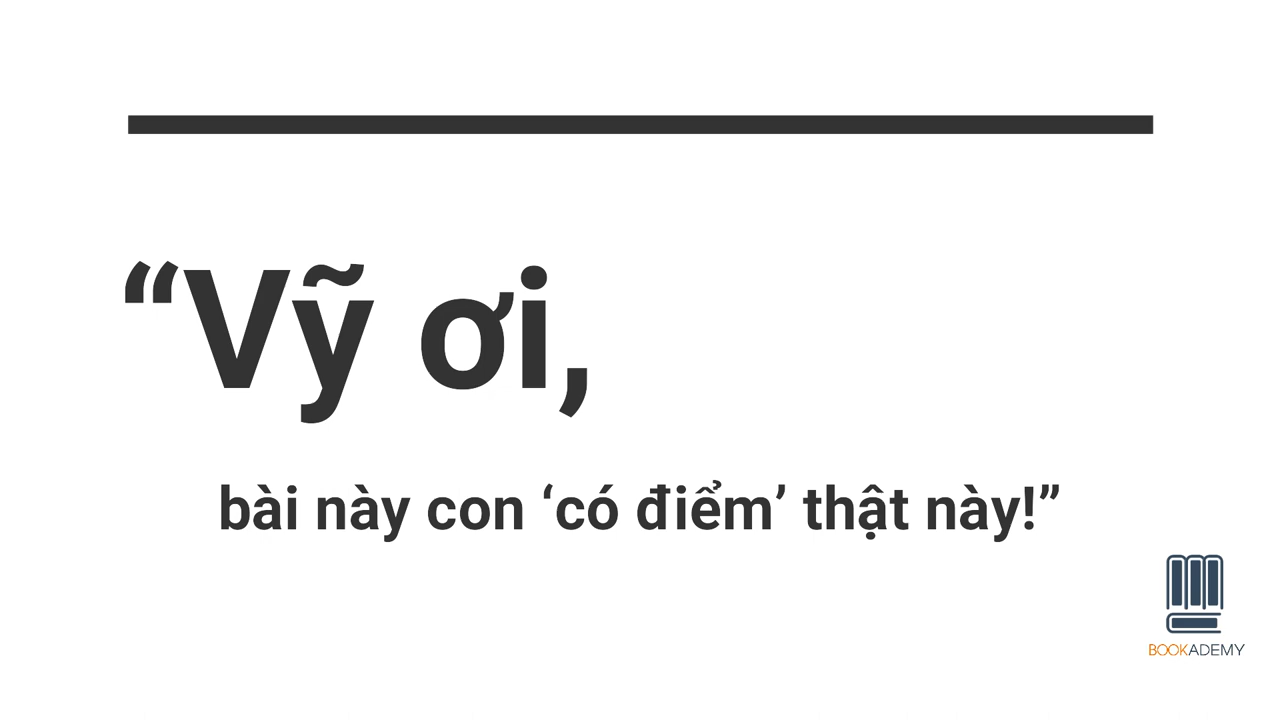 “Vỹ ơi,
bài này con ‘có điểm’ thật này!”
BOOKADEMY